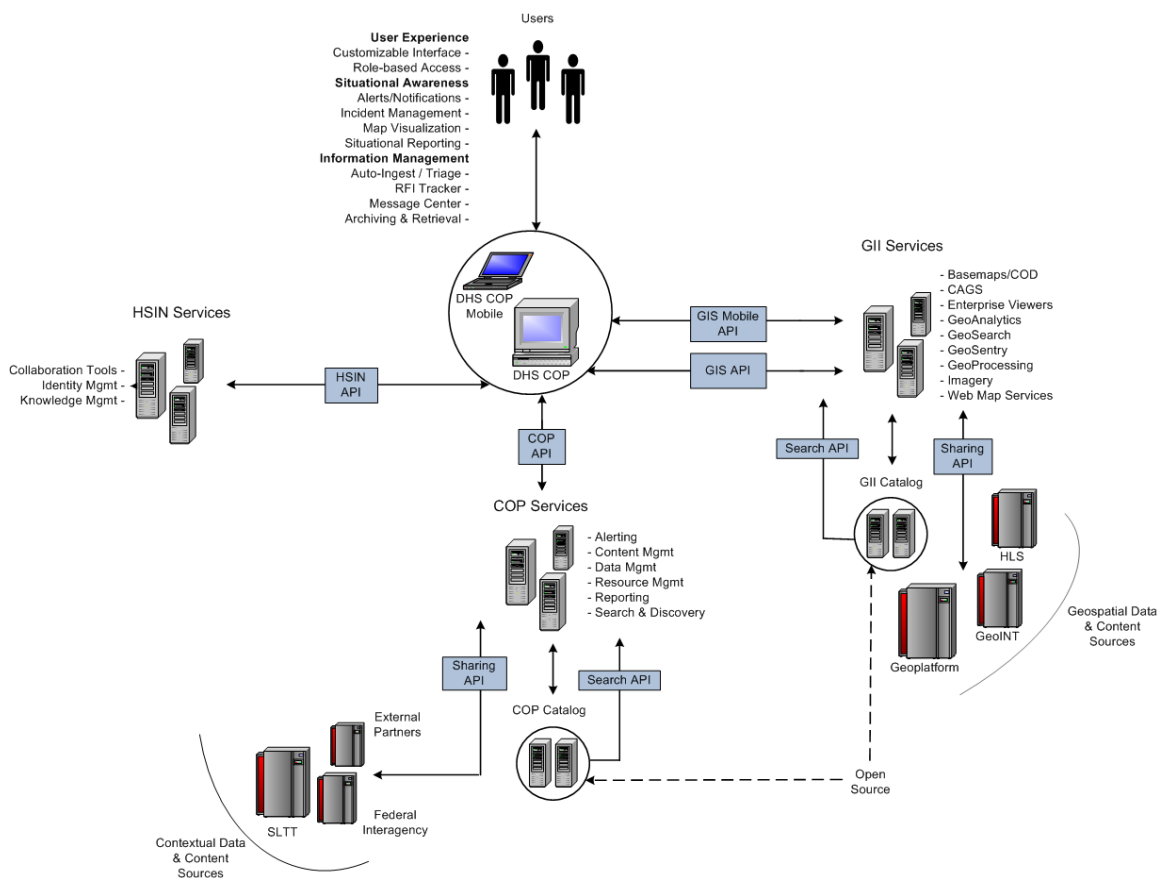 Users
User Experience
Customizable Interface -
Role-based Access -
Situational Awareness
Alerts/Notifications -
Incident Management -
Map Visualization -
Situational Reporting -
Information Management
Auto-Ingest / Triage -
RFI Tracker -
Message Center -
Archiving & Retrieval -
DHS COP
Mobile
DHS COP
HSIN Services
Collaboration Tools -
Identity Mgmt -
Knowledge Mgmt -
HSIN
API
GIS Mobile
API
GIS API
GII Services
- Basemaps/COD
- CAGS
- Enterprise Viewers
- GeoAnalytics
- GeoSearch
- GeoSentry
- GeoProcessing
- Imagery
- Web Map Services
COP
API
Search API
Sharing
API
GII Catalog
HLS
GeoINT
Geoplatform
Geospatial Data
& Content
Sources
COP Services
- Alerting
- Content Mgmt
- Data Mgmt
- Resource Mgmt
- Reporting
- Search & Discovery
Sharing
API
Search API
COP Catalog
External
Partners
SLTT
Federal
Interagency
Contextual Data
& Content
Sources
Open
Source